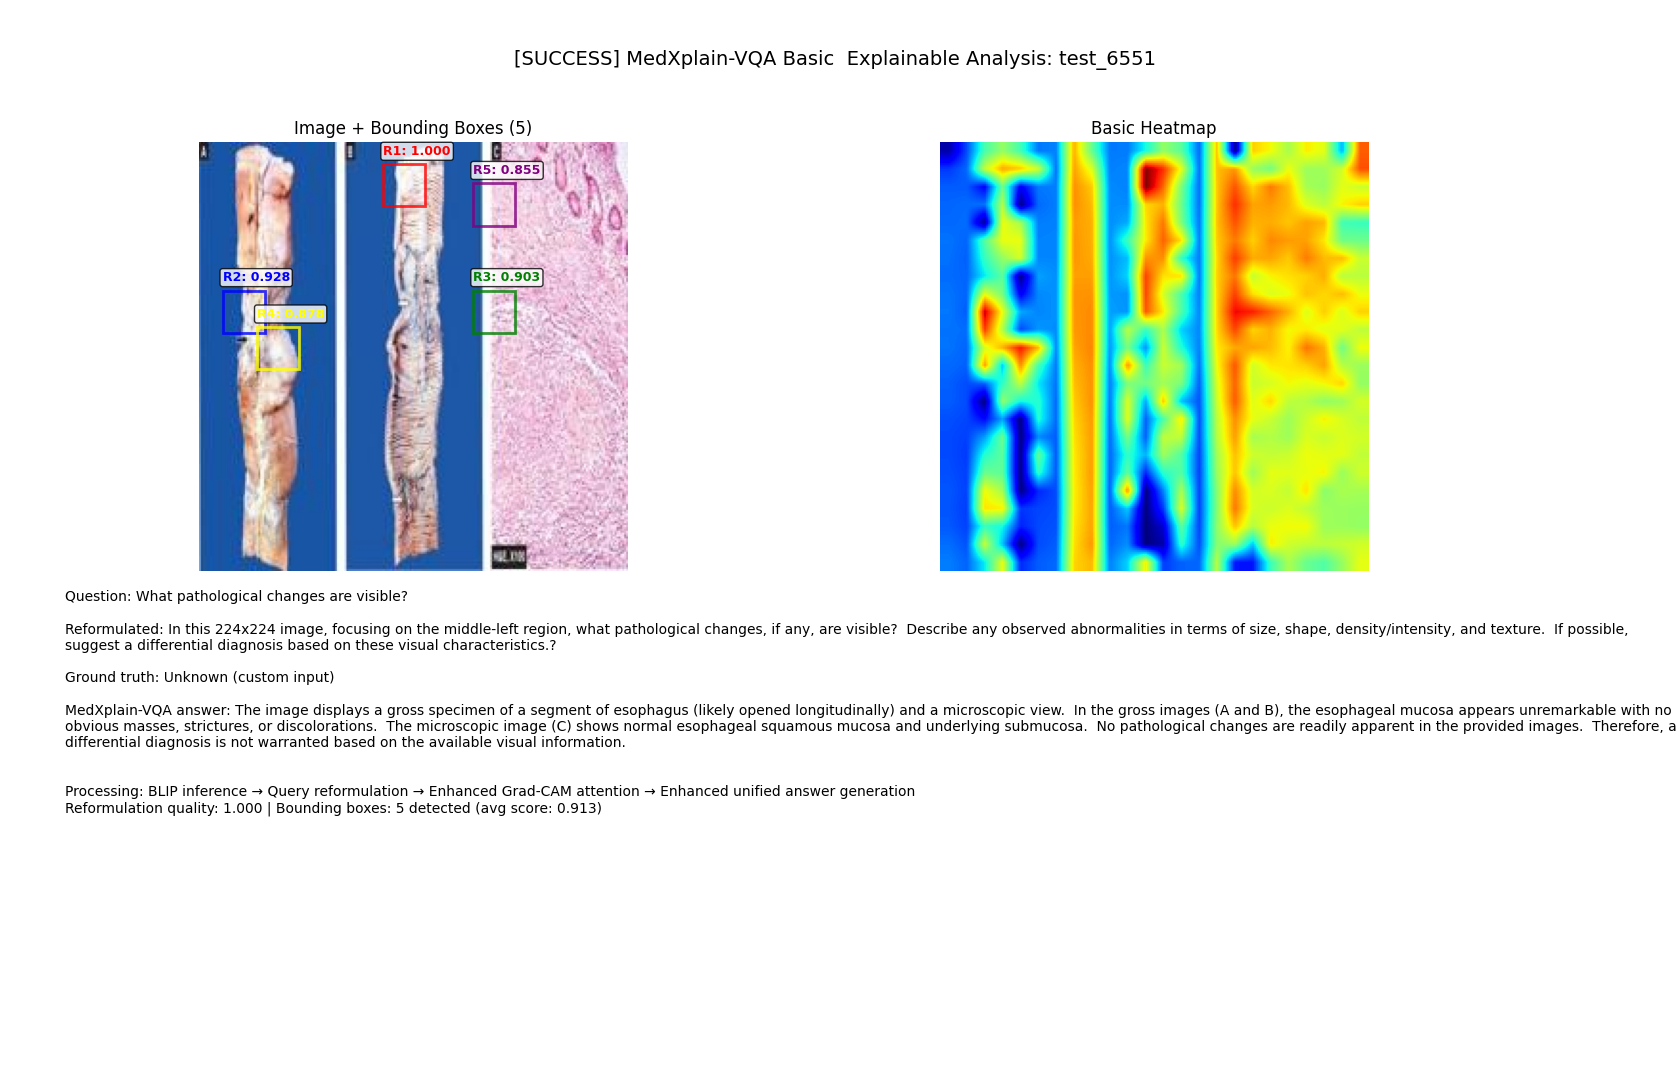 [SUCCESS] MedXplain-VQA Basic  Explainable Analysis: test_6551
Image + Bounding Boxes (5)
Basic Heatmap
A
B
C
R1: 1.000
R5: 0.855
R2: 0.928
R3: 0.903
R4: 0.878
H&E, X100
Question: What pathological changes are visible?
Reformulated: In this 224x224 image, focusing on the middle-left region, what pathological changes, if any, are visible?  Describe any observed abnormalities in terms of size, shape, density/intensity, and texture.  If possible,
suggest a differential diagnosis based on these visual characteristics.?
Ground truth: Unknown (custom input)
MedXplain-VQA answer: The image displays a gross specimen of a segment of esophagus (likely opened longitudinally) and a microscopic view.  In the gross images (A and B), the esophageal mucosa appears unremarkable with no
obvious masses, strictures, or discolorations.  The microscopic image (C) shows normal esophageal squamous mucosa and underlying submucosa.  No pathological changes are readily apparent in the provided images.  Therefore, a
differential diagnosis is not warranted based on the available visual information.
Processing: BLIP inference → Query reformulation → Enhanced Grad-CAM attention → Enhanced unified answer generation
Reformulation quality: 1.000 | Bounding boxes: 5 detected (avg score: 0.913)